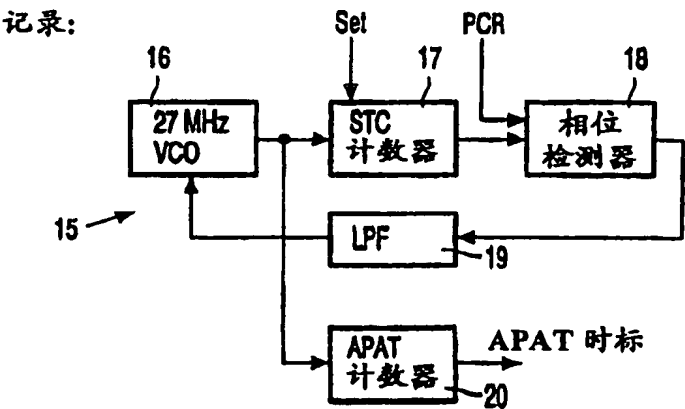 记录:
Set
PCR
16
17
18
27 MHz
VCO
STC
计数器
相位
检测器
15
LPF
19
APAT
计数器
APAT 时标
20